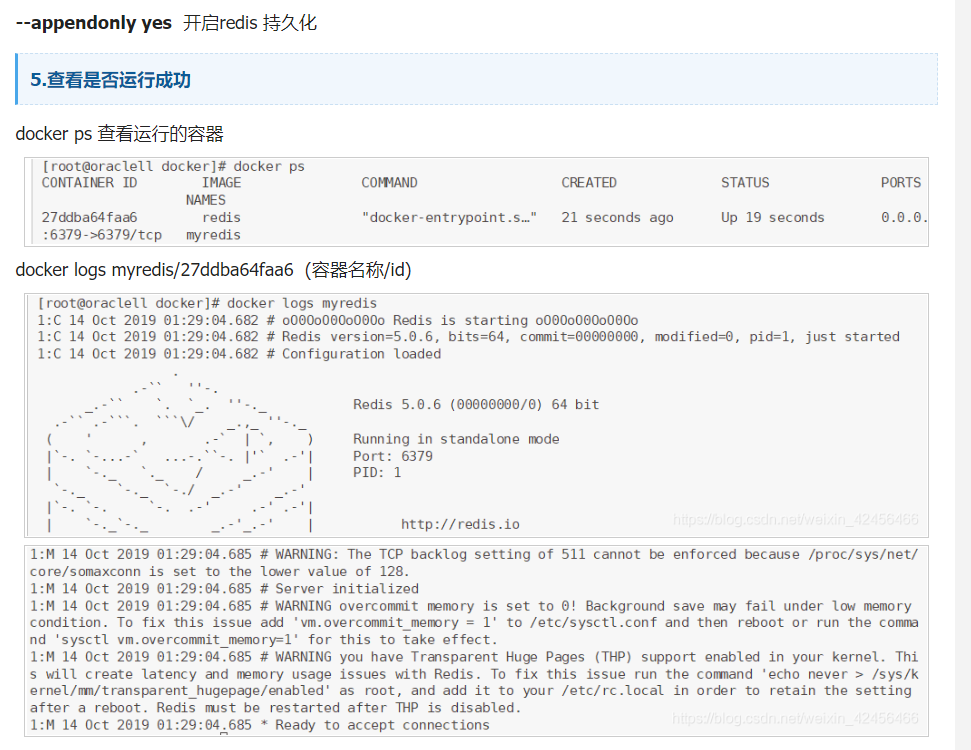 --appendonly yes 开启redis 持久化
5.查看是否运行成功
docker ps 查看运行的容器
[root@oraclell docker]# docker ps
CONTAINER ID        IMAGE               COMMAND                  CREATED             STATUS              PORTS
                  NAMES
27ddba64faa6        redis               "docker-entrypoint.s…"   21 seconds ago      Up 19 seconds       0.0.0.
:6379->6379/tcp   myredis
docker logs myredis/27ddba64faa6 (容器名称/id)
[root@oraclell docker]# docker logs myredis
1:C 14 Oct 2019 01:29:04.682 # oO0OoO0OoO0Oo Redis is starting oO0OoO0OoO0Oo
1:C 14 Oct 2019 01:29:04.682 # Redis version=5.0.6, bits=64, commit=00000000, modified=0, pid=1, just started
1:C 14 Oct 2019 01:29:04.682 # Configuration loaded
Redis 5.0.6 (00000000/0) 64 bit
Running in standalone mode
Port: 6379
PID: 1
http://redis.io
https://blog.csdn.net/weixin_42456466
1:M 14 Oct 2019 01:29:04.685 # WARNING: The TCP backlog setting of 511 cannot be enforced because /proc/sys/net/
core/somaxconn is set to the lower value of 128.
1:M 14 Oct 2019 01:29:04.685 # Server initialized
1:M 14 Oct 2019 01:29:04.685 # WARNING overcommit_memory is set to 0! Background save may fail under low memory
condition. To fix this issue add 'vm.overcommit_memory = 1' to /etc/sysctl.conf and then reboot or run the comma
nd 'sysctl vm.overcommit_memory=1' for this to take effect.
1:M 14 Oct 2019 01:29:04.685 # WARNING you have Transparent Huge Pages (THP) support enabled in your kernel. Thi
s will create latency and memory usage issues with Redis. To fix this issue run the command 'echo never > /sys/k
ernel/mm/transparent_hugepage/enabled' as root, and add it to your /etc/rc.local in order to retain the setting
after a reboot. Redis must be restarted after THP is disabled.
1:M 14 Oct 2019 01:29:04.685 * Ready to accept connections
https://blog.csdn.net/weixin_42456466